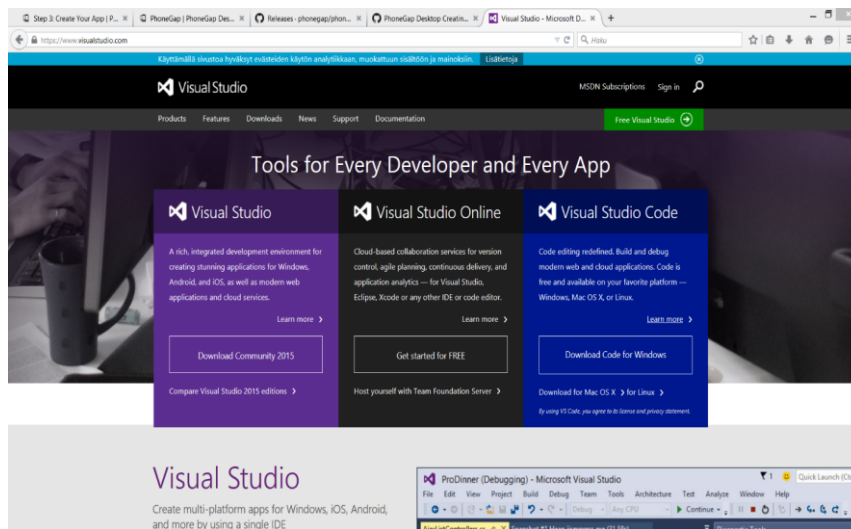 Step 3: Create Your App | P...
PhoneGap | PhoneGap Des...
Releases · phonegap/phon...
PhoneGap Desktop Creatin...
Visual Studio - Microsoft D...
https://www.visualstudio.com
Haku
Käyttämällä sivustoa hyväksyt evästeiden käytön analytiikkaan, muokattuun sisältöön ja mainoksiin. Lisätietoja
Visual Studio
MSDN Subscriptions Sign in
Products Features Downloads News Support Documentation
Free Visual Studio
Tools for Every Developer and Every App
Visual Studio
A rich, integrated development environment for
creating stunning applications for Windows,
Android, and iOS, as well as modern web
applications and cloud services.
Learn more
Download Community 2015
Compare Visual Studio 2015 editions
Visual Studio Online
Cloud-based collaboration services for version
control, agile planning, continuous delivery, and
application analytics — for Visual Studio,
Eclipse, Xcode or any other IDE or code editor.
Learn more
Get started for FREE
Host yourself with Team Foundation Server
Visual Studio Code
Code editing redefined. Build and debug
modern web and cloud applications. Code is
free and available on your favorite platform —
Windows, Mac OS X, or Linux.
Learn more
Download Code for Windows
Download for Mac OS X for Linux
By using VS Code, you agree to its license and privacy statement.
Visual Studio
Create multi-platform apps for Windows, iOS, Android,
and more by using a single IDE
ProDinner (Debugging) - Microsoft Visual Studio
1
Quick Launch (Ct
File Edit View Project Build Debug Team Tools Architecture Test Analyze Window Help
Debug Any CPU Continue